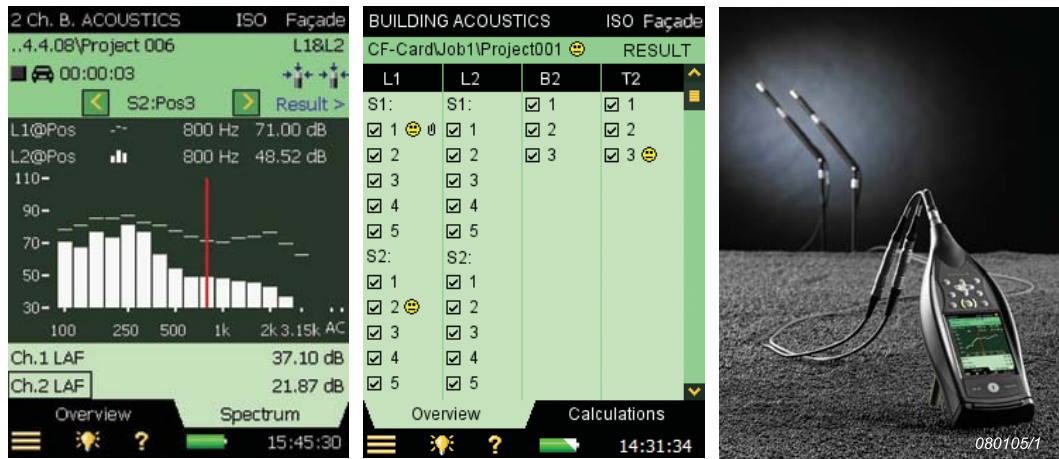 2 Ch. B. ACOUSTICS ISO Façade
..4.4.08\Project 006 L1&L2
00:00:03
< S2:Pos3 > Result >
L1@Pos 800 Hz 71.00 dB
L2@Pos 800 Hz 48.52 dB
110
90
70
50
30
100 250 500 1k 2k 3.15k AC
Ch.1 LAF 37.10 dB
Ch.2 LAF 21.87 dB
Overview Spectrum
? 15:45:30
BUILDING ACOUSTICS ISO Façade
CF-Card\Job1\Project001 RESULT
L1 L2 B2 T2
S1: S1: 1 1
1 1 2 2
2 2 3 3
3 3
4 4
5 5
S2: S2:
1 1
2 2
3 3
4 4
5 5
Overview Calculations
? 14:31:34
080105/1